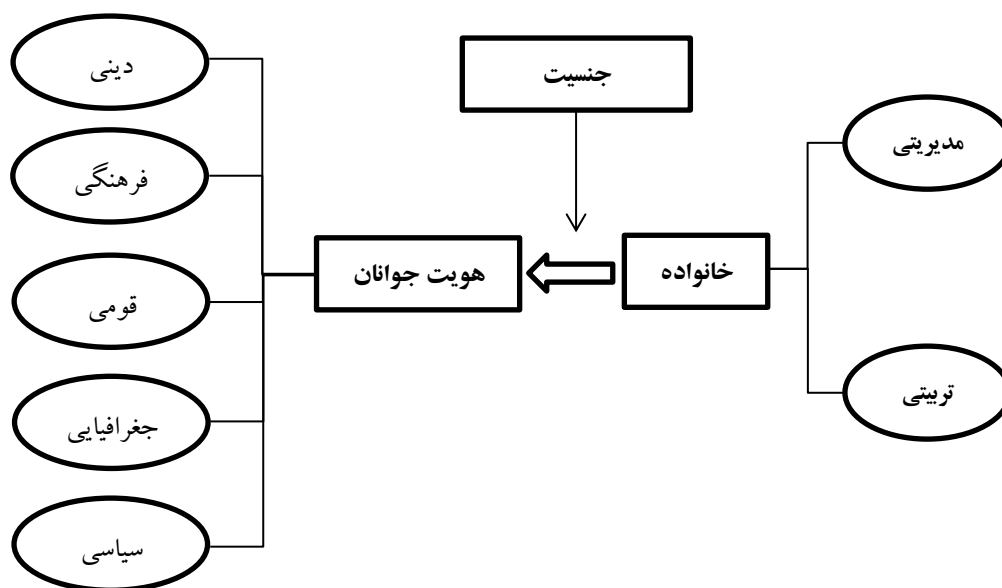 جنسیت
مدیریتی
خانواده
تربیتی
هویت جوانان
دینی
فرهنگی
قومی
جغرافیایی
سیاسی